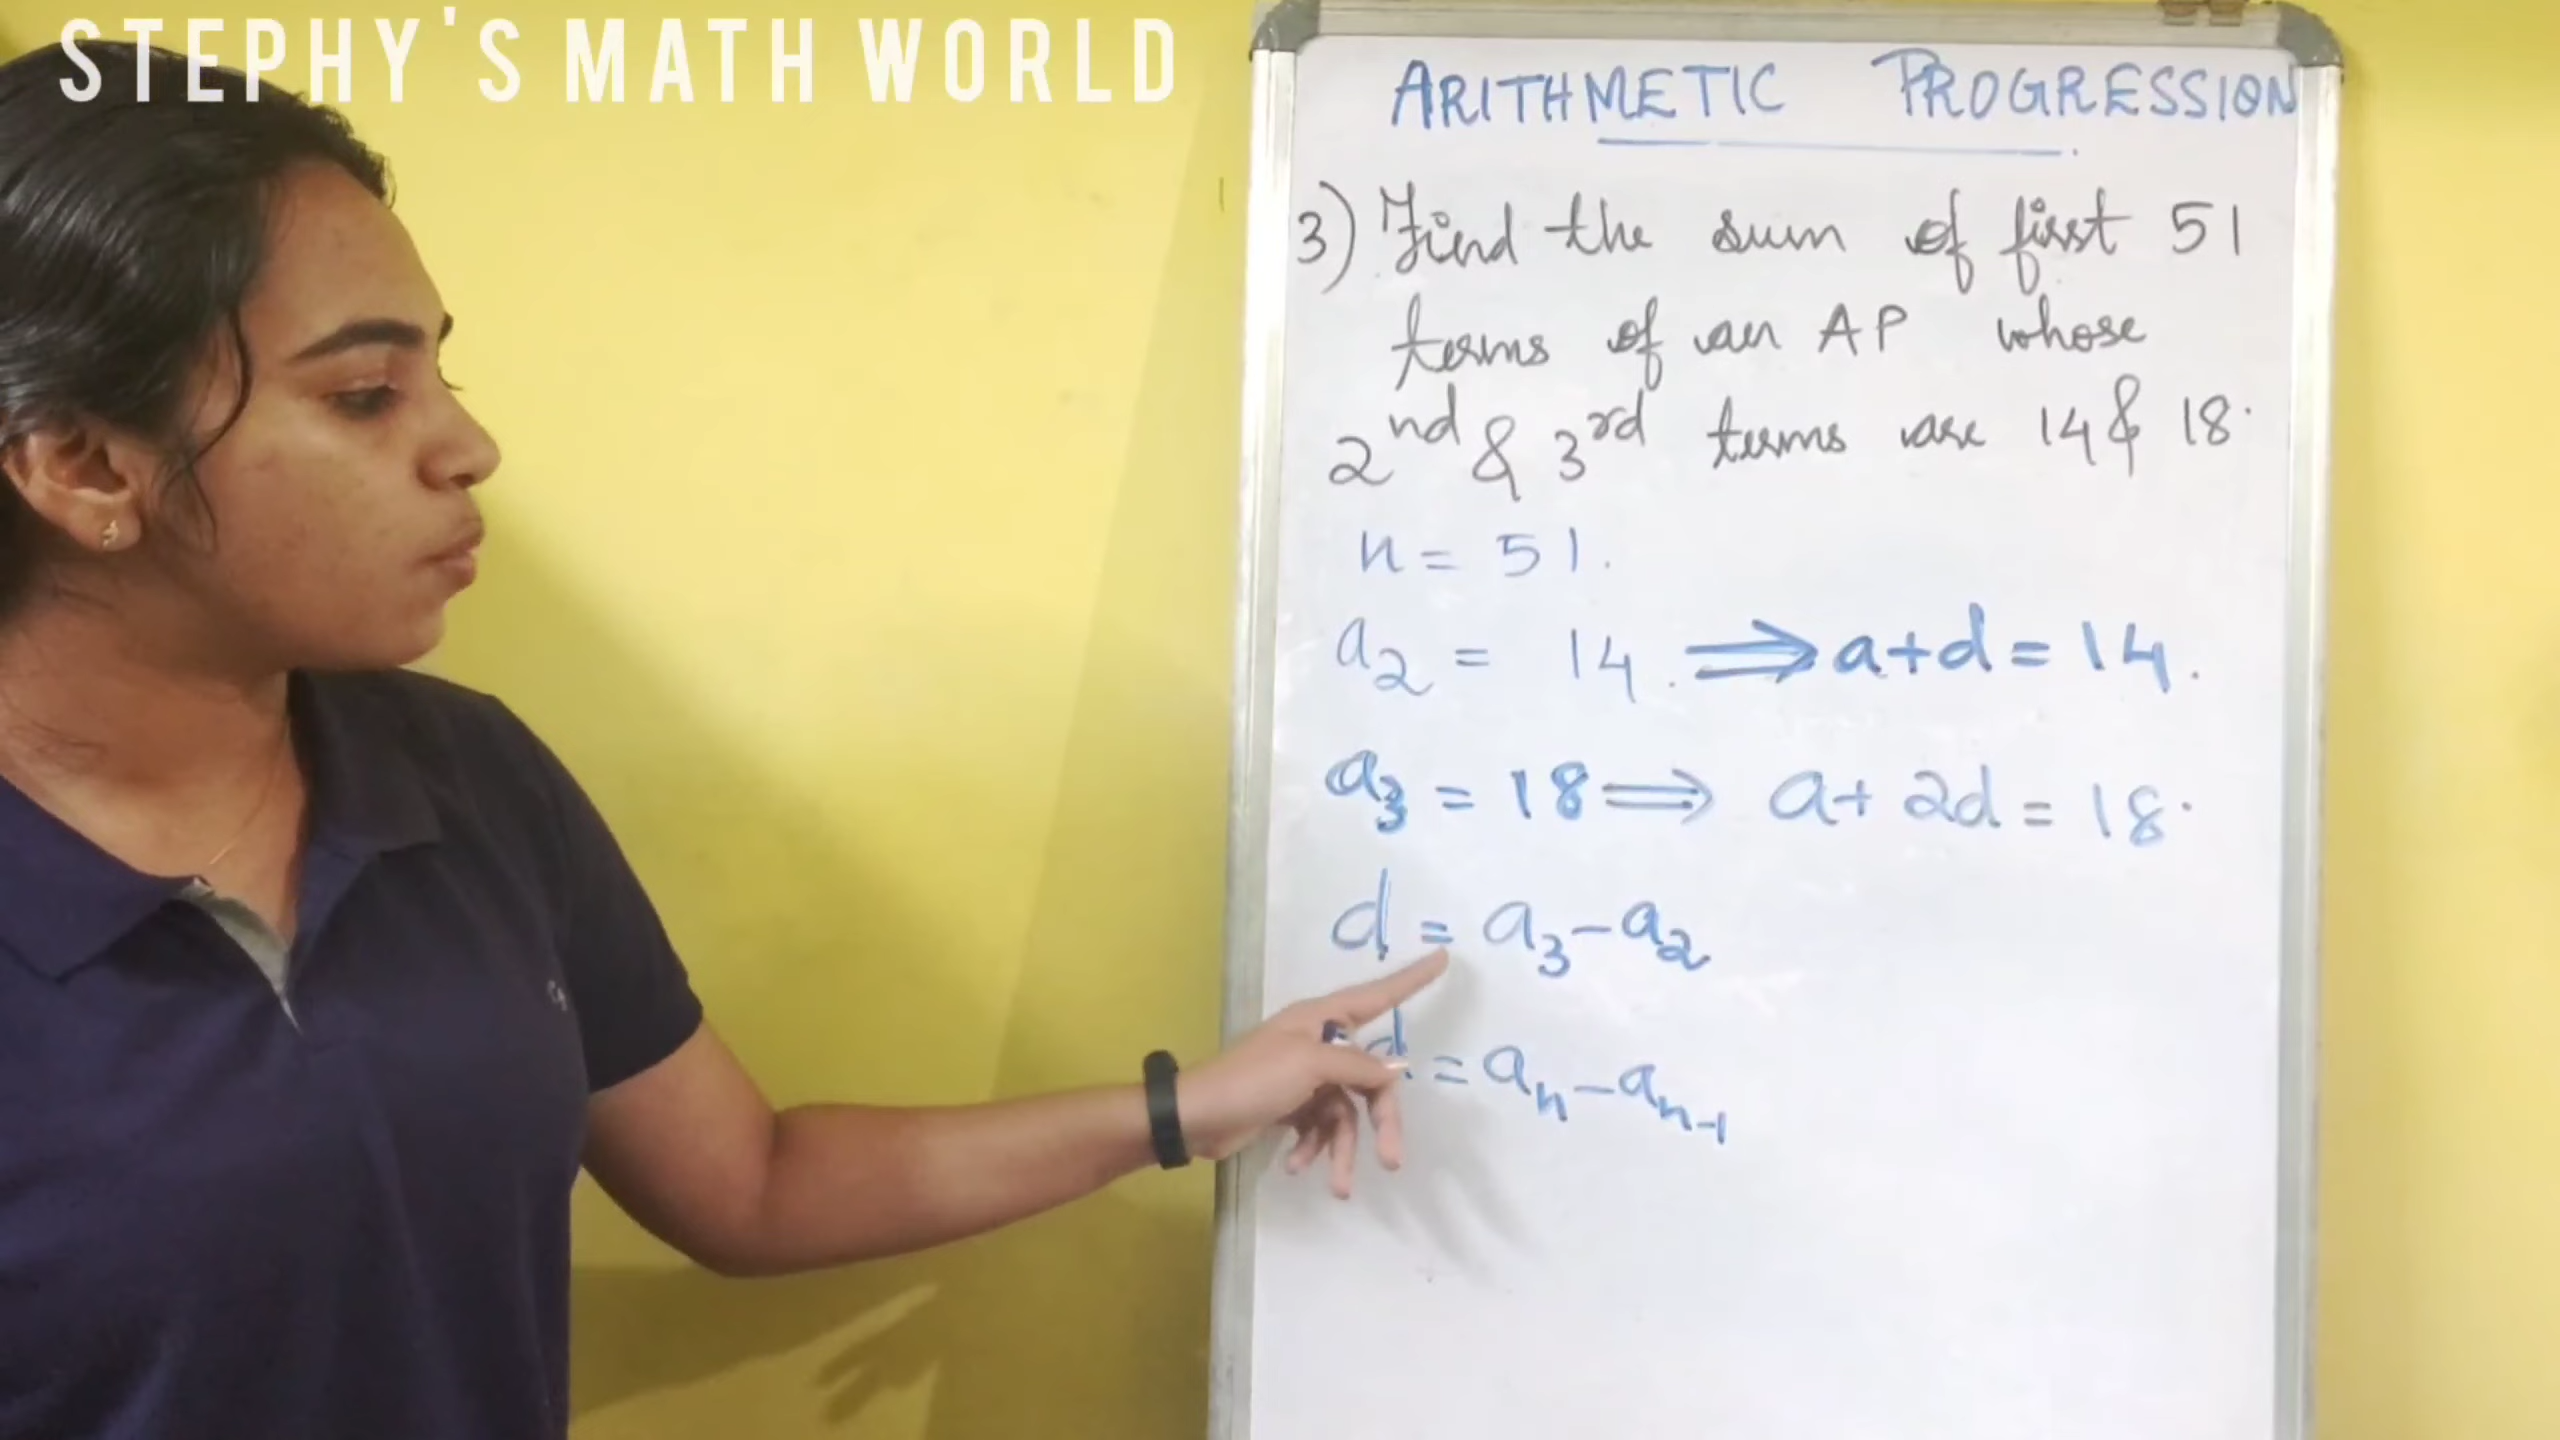 STEPHY'S MATH WORLD
ARITHMETIC PROGRESSION
3) Find the sum of first 51
terms of an AP whose
2nd & 3rd terms are 14 & 18.
n = 51.
a2 = 14. ⟹ a+d = 14.
a3 = 18 ⟹ a+ 2d = 18.
d = a3 - a2
d = an - an-1